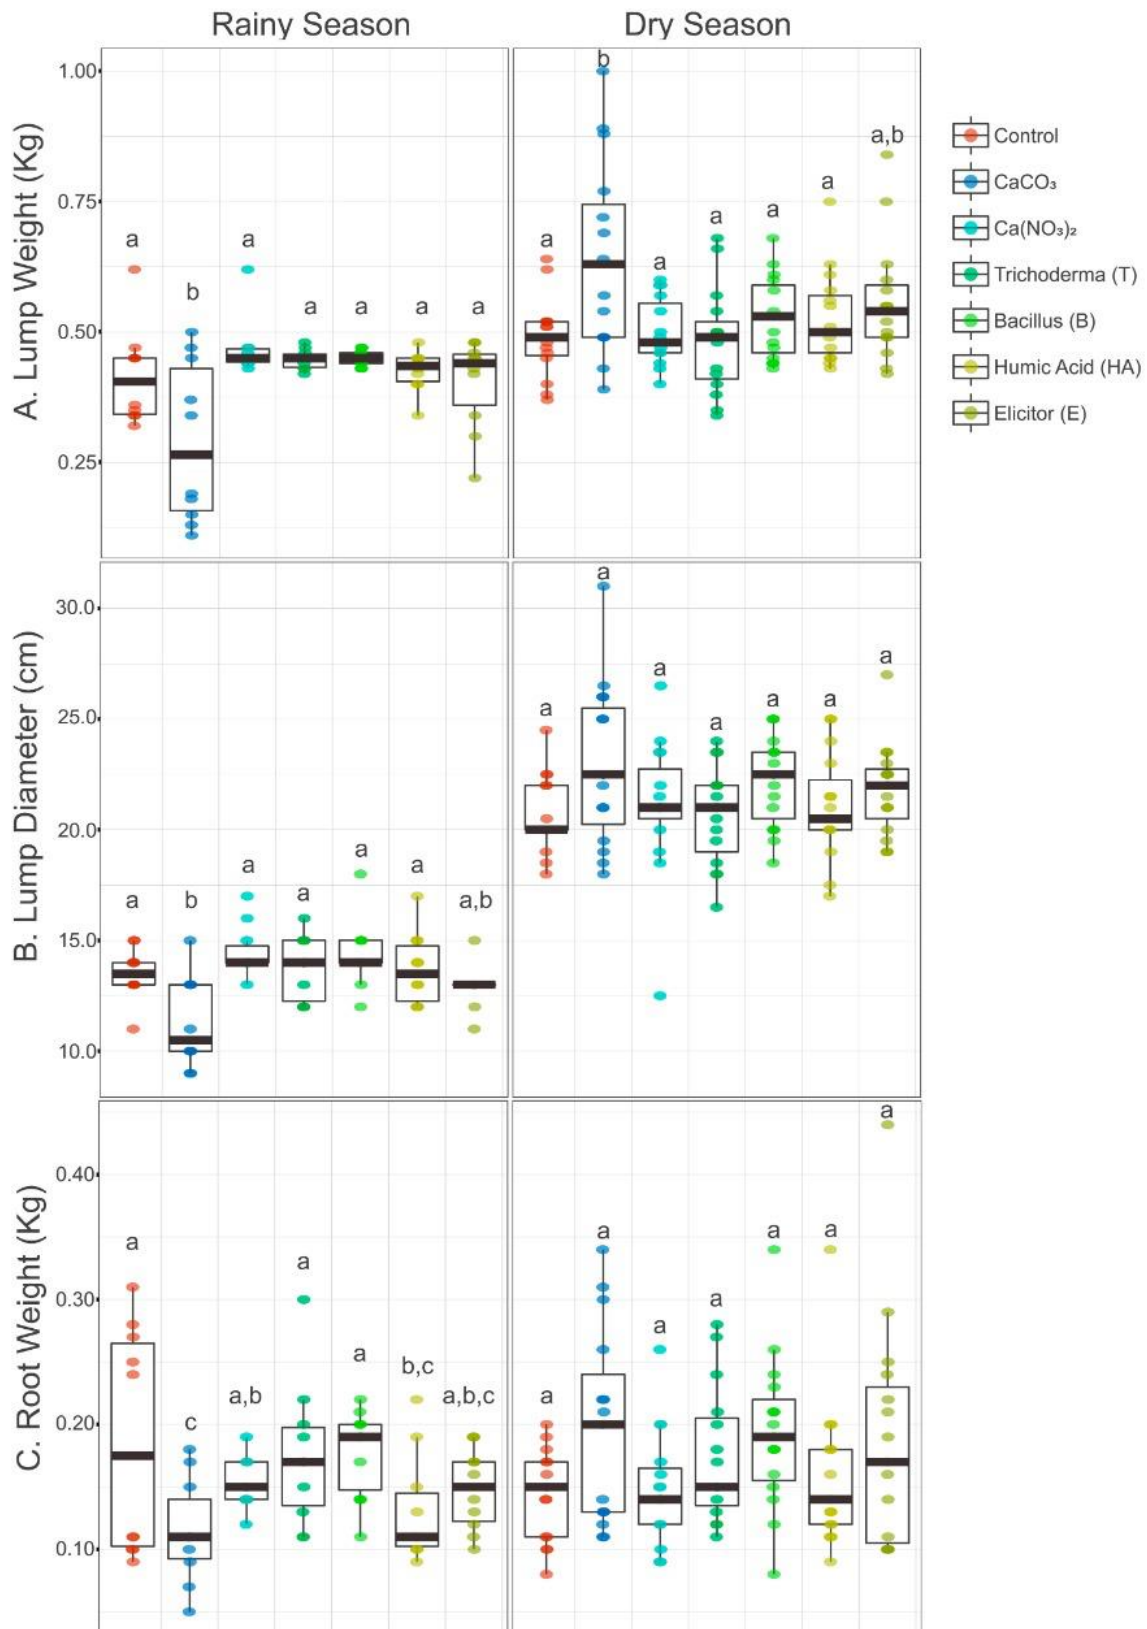 Rainy Season Dry Season
A. Lump Weight (Kg)
1.00
0.75
0.50
0.25
a b a a a a a
a b a a a a a,b
Control
CaCO₃
Ca(NO₃)₂
Trichoderma (T)
Bacillus (B)
Humic Acid (HA)
Elicitor (E)
B. Lump Diameter (cm)
30.0
25.0
20.0
15.0
10.0
a b a a a a a,b
a a a a a a a
C. Root Weight (Kg)
0.40
0.30
0.20
0.10
a c a,b a a b,c a,b,c
a a a a a a a